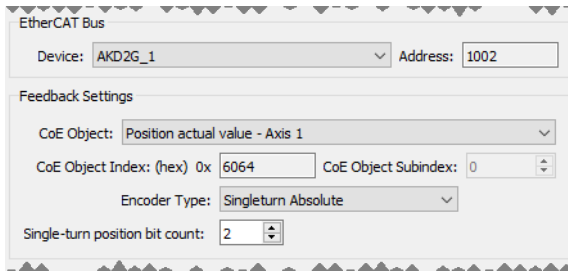 EtherCAT Bus
Device: AKD2G_1 Address: 1002
Feedback Settings
CoE Object: Position actual value - Axis 1
CoE Object Index: (hex) 0x 6064 CoE Object Subindex: 0
Encoder Type: Singleturn Absolute
Single-turn position bit count: 2